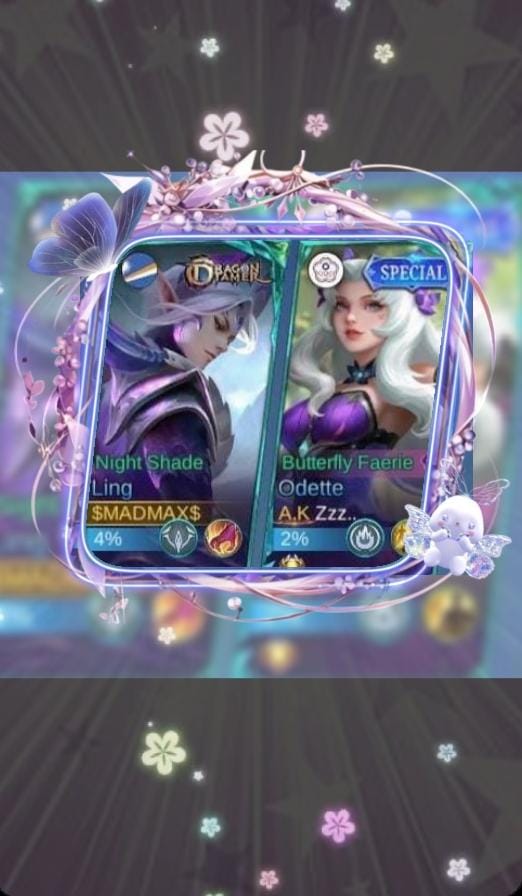 DRAGON TAMER
Night Shade
Ling
$MADMAX$
4%
SPECIAL
Butterfly Faerie
Odette
A.K Zzz..
2%